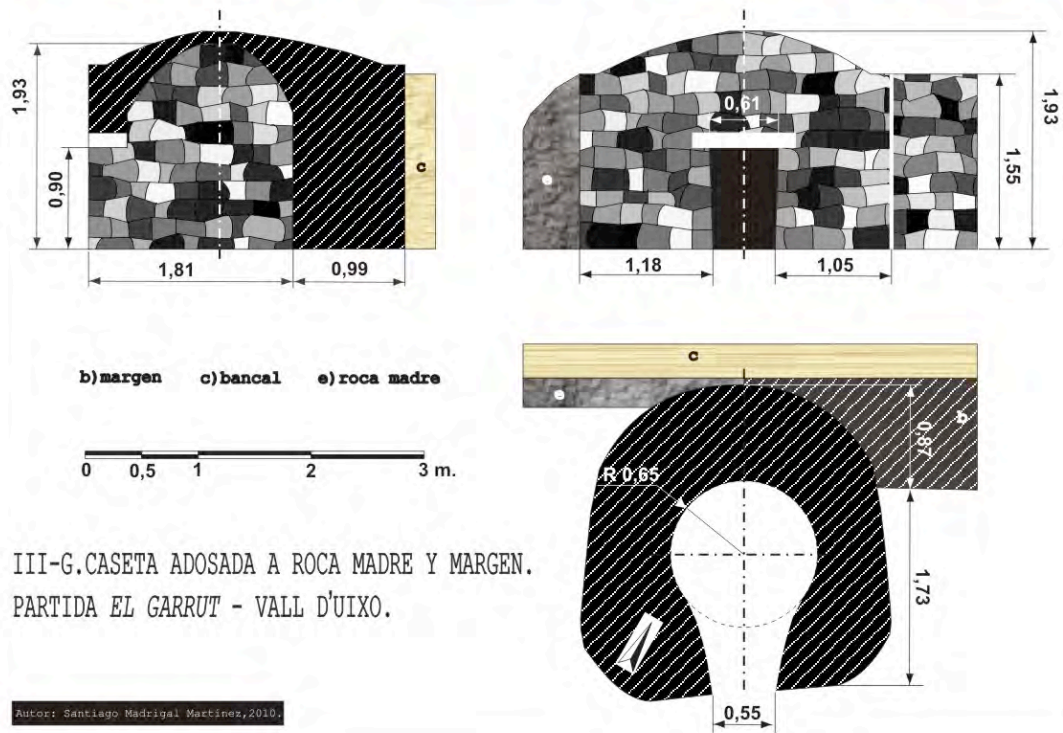 1,93
0,90
1,81
0,99
c
e
0,61
1,18
1,05
1,55
1,93
b)margen c)bancal e)roca madre
0 0,5 1 2 3 m.
c
e
b
0,87
R 0,65
1,73
0,55
III-G.CASETA ADOSADA A ROCA MADRE Y MARGEN.
PARTIDA EL GARRUT - VALL D'UIXO.
Autor: Santiago Madrigal Martínez,2010.